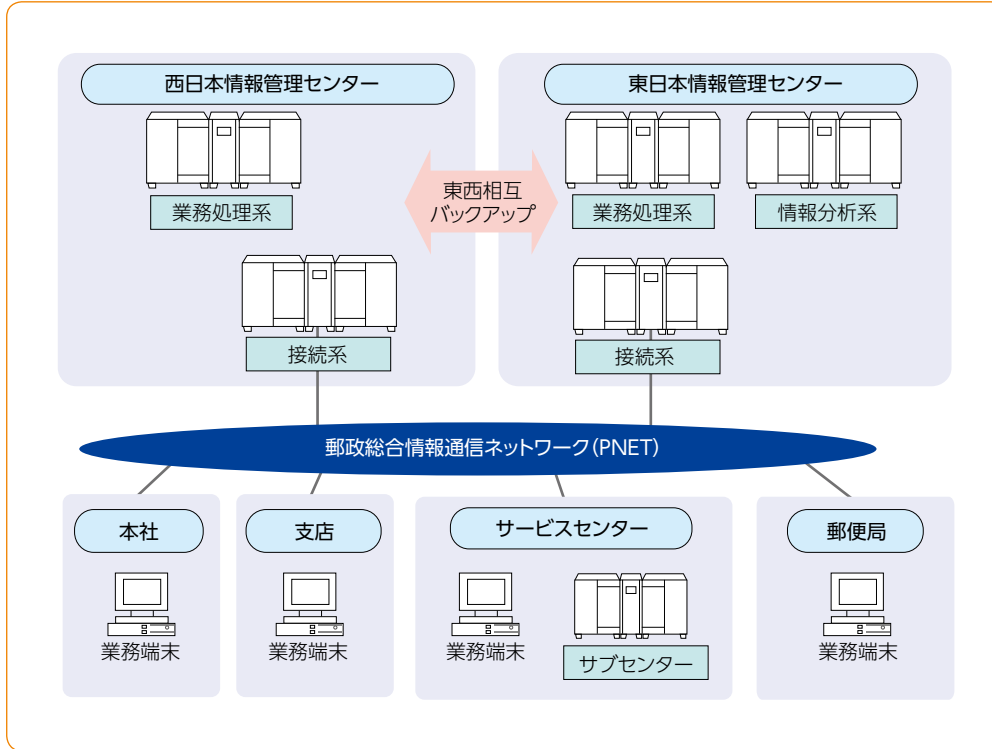 西日本情報管理センター
東日本情報管理センター
業務処理系
東西相互
バックアップ
業務処理系
情報分析系
接続系
接続系
郵政総合情報通信ネットワーク(PNET)
本社
支店
サービスセンター
郵便局
業務端末
業務端末
業務端末
サブセンター
業務端末